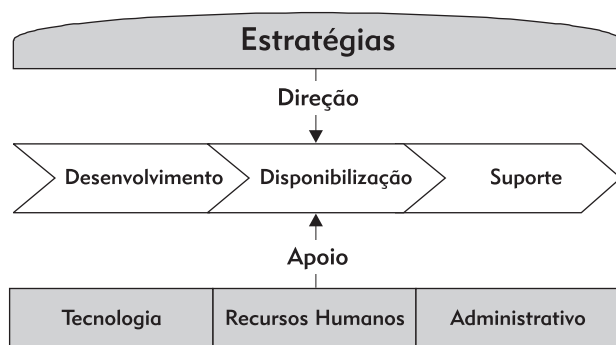 Estratégias
Direção
Desenvolvimento Disponibilização Suporte
Apoio
Tecnologia Recursos Humanos Administrativo